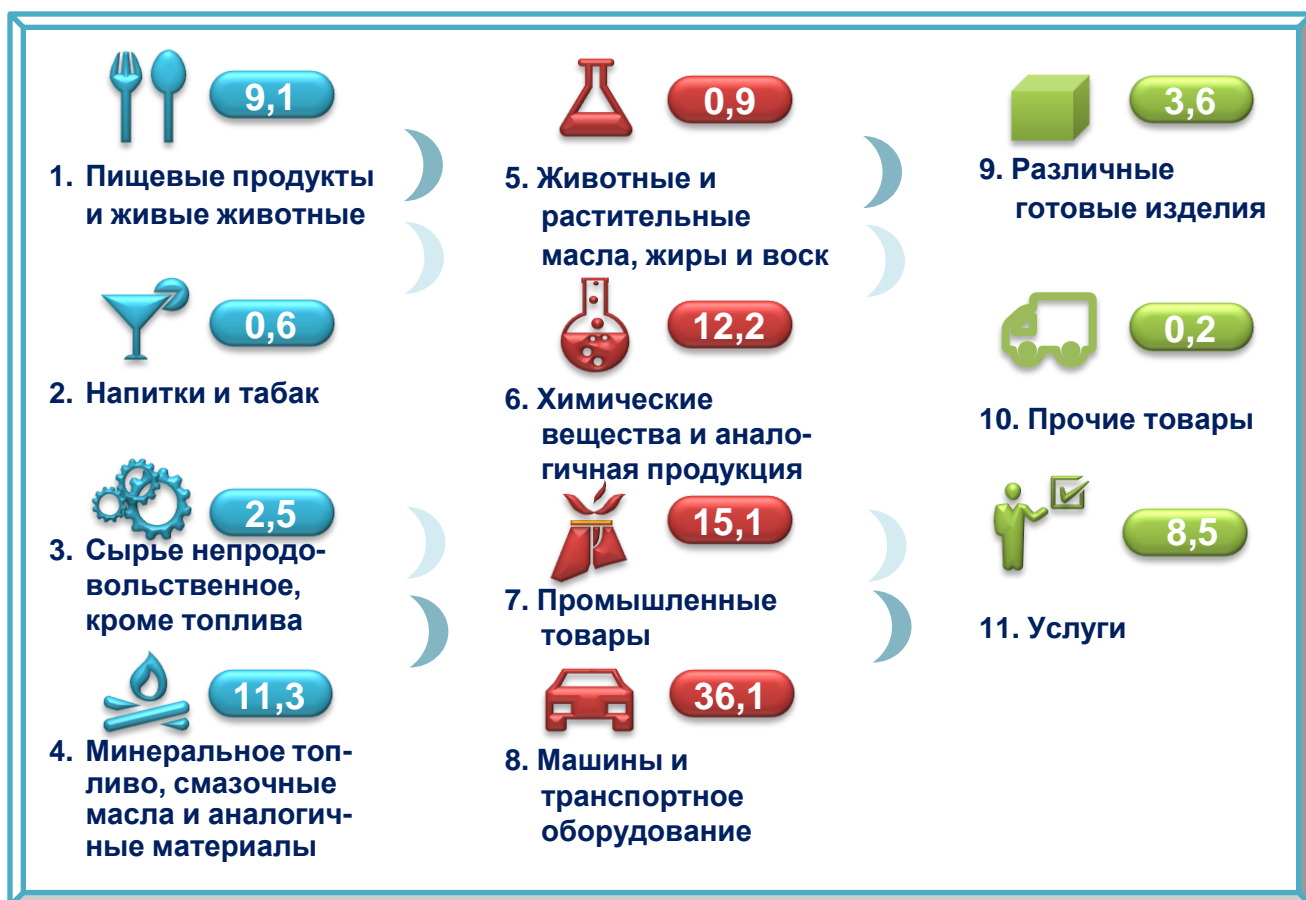 9,1
1. Пищевые продукты
и живые животные
0,6
2. Напитки и табак
2,5
3. Сырье непродо-
вольственное,
кроме топлива
11,3
4. Минеральное топ-
ливо, смазочные
масла и аналогич-
ные материалы
0,9
5. Животные и
растительные
масла, жиры и воск
12,2
6. Химические
вещества и анало-
гичная продукция
15,1
7. Промышленные
товары
36,1
8. Машины и
транспортное
оборудование
3,6
9. Различные
готовые изделия
0,2
10. Прочие товары
8,5
11. Услуги